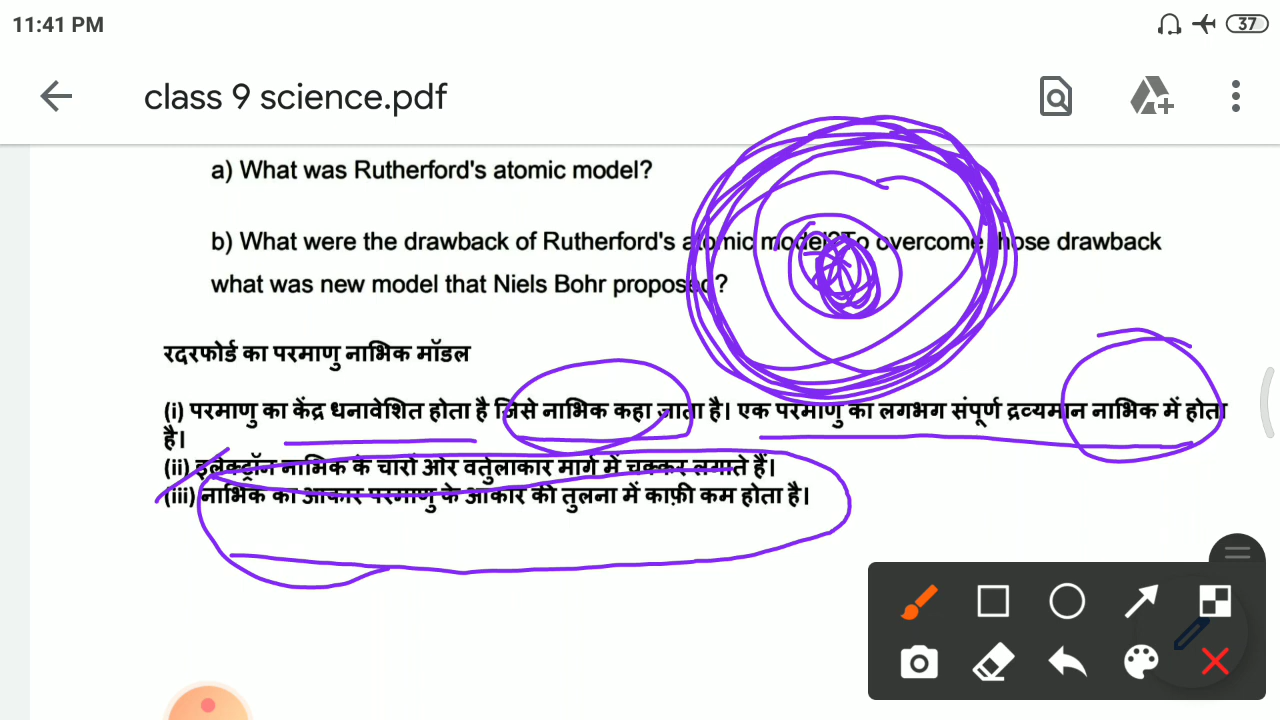 11:41 PM
37
class 9 science.pdf
a) What was Rutherford's atomic model?
b) What were the drawback of Rutherford's atomic model?To overcome those drawback
what was new model that Niels Bohr proposed?
रदरफोर्ड का परमाणु नाभिक मॉडल
(i) परमाणु का केंद्र धनावेशित होता है जिसे नाभिक कहा जाता है। एक परमाणु का लगभग संपूर्ण द्रव्यमान नाभिक में होता
है।
(ii) इलेक्ट्रॉन नाभिक के चारों ओर वर्तुलाकार मार्ग में चक्कर लगाते हैं।
(iii) नाभिक का आकार परमाणु के आकार की तुलना में काफ़ी कम होता है।